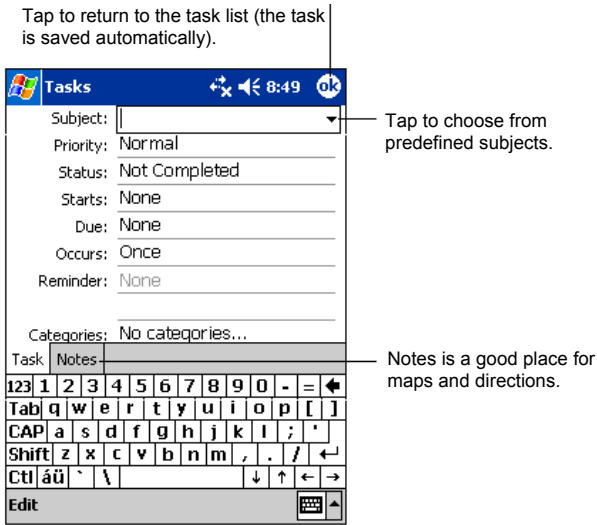 Tap to return to the task list (the task
is saved automatically).
Tasks 8:49 ok
Subject:
Tap to choose from
predefined subjects.
Priority: Normal
Status: Not Completed
Starts: None
Due: None
Occurs: Once
Reminder: None
Categories: No categories...
Task Notes
Notes is a good place for
maps and directions.
123 1 2 3 4 5 6 7 8 9 0 - =
Tab q w e r t y u i o p [ ]
CAP a s d f g h j k l ; '
Shift z x c v b n m , . /
Ctl áü ` \ ↓ ↑ ← →
Edit